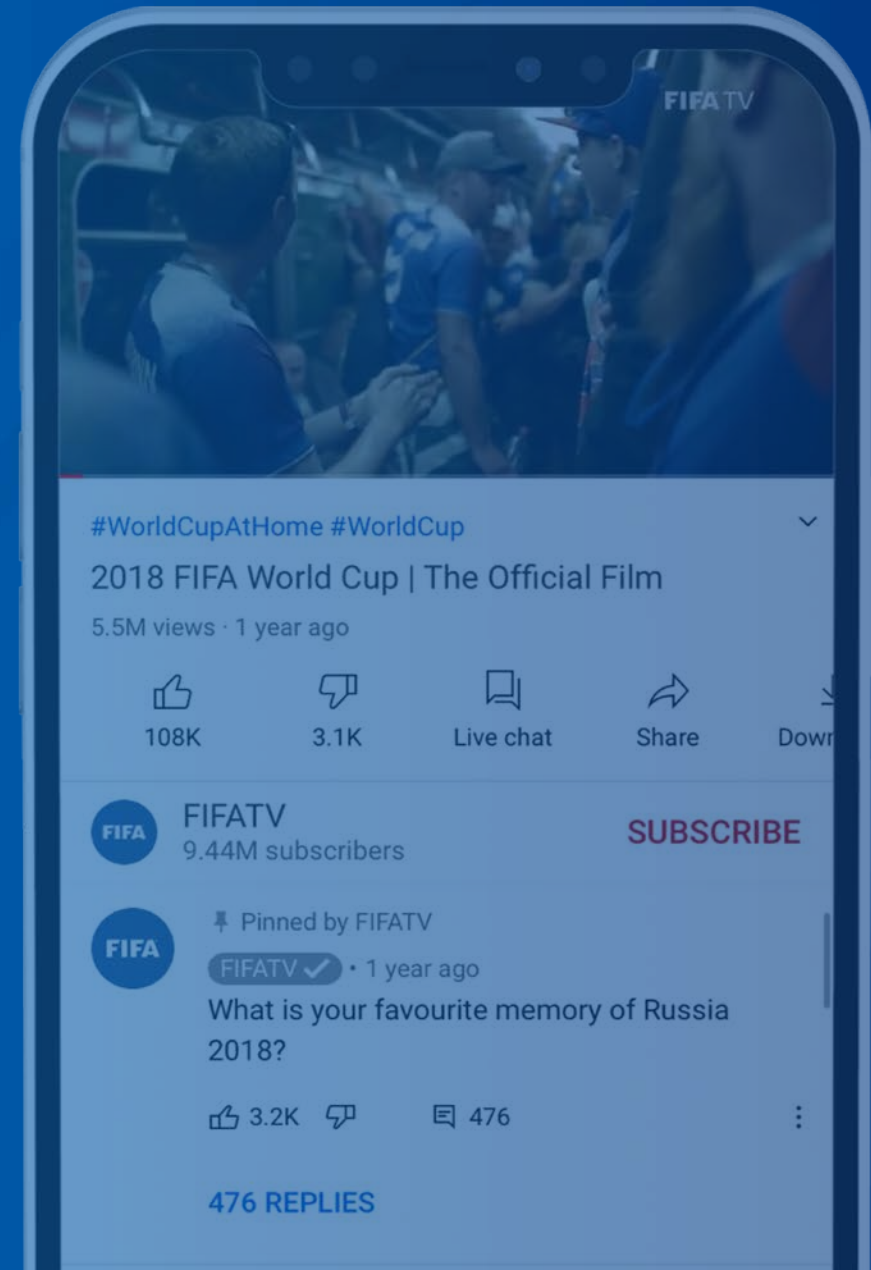 FIFA TV
#WorldCupAtHome #WorldCup
2018 FIFA World Cup | The Official Film
5.5M views · 1 year ago
108K
3.1K
Live chat
Share
Down
FIFA
FIFATV
9.44M subscribers
SUBSCRIBE
FIFA
Pinned by FIFATV
FIFATV • 1 year ago
What is your favourite memory of Russia
2018?
3.2K
476
476 REPLIES